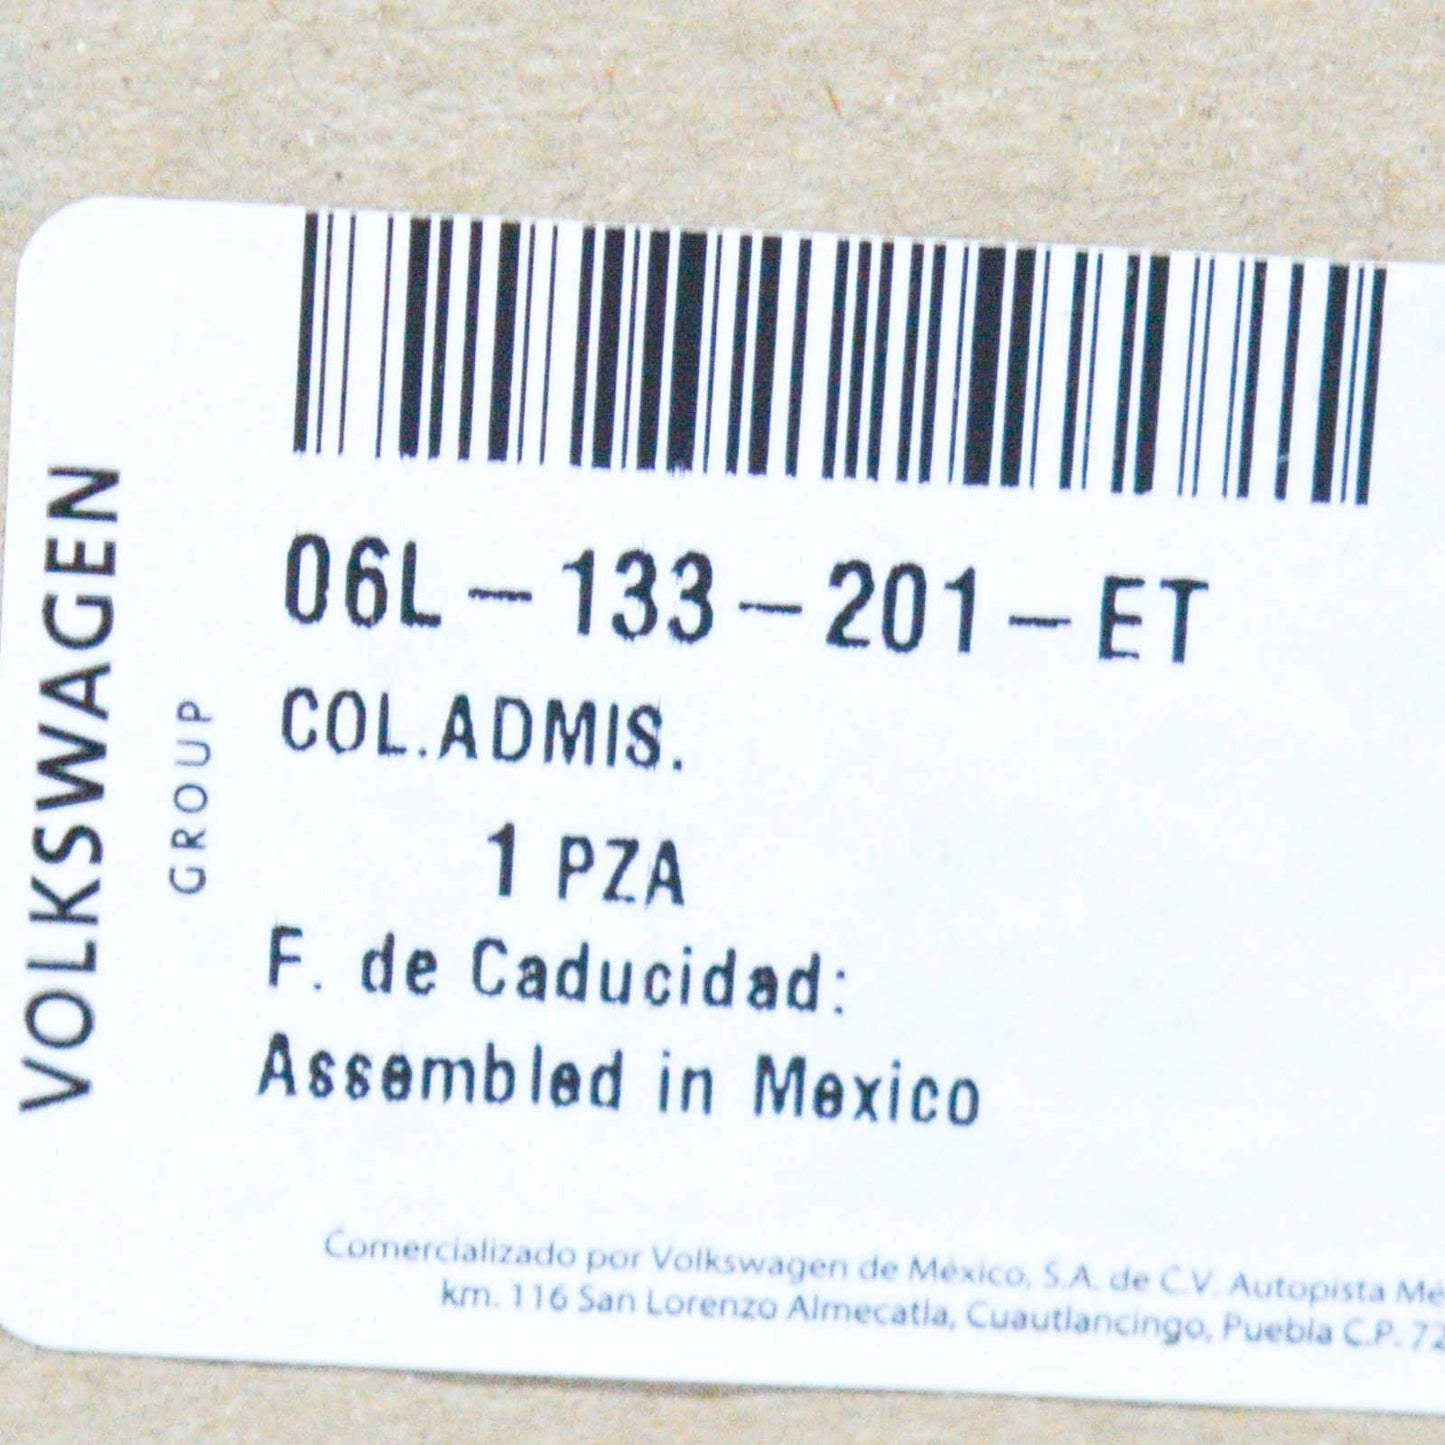 VOLKSWAGEN
GROUP
06L-133-201-ET
COL.ADMIS.
1 PZA
F. de Caducidad:
Assembled in Mexico
Comercializado por Volkswagen de México, S.A. de C.V. Autopista
km. 116 San Lorenzo Almecatla, Cuautlancingo, Puebla C.P.